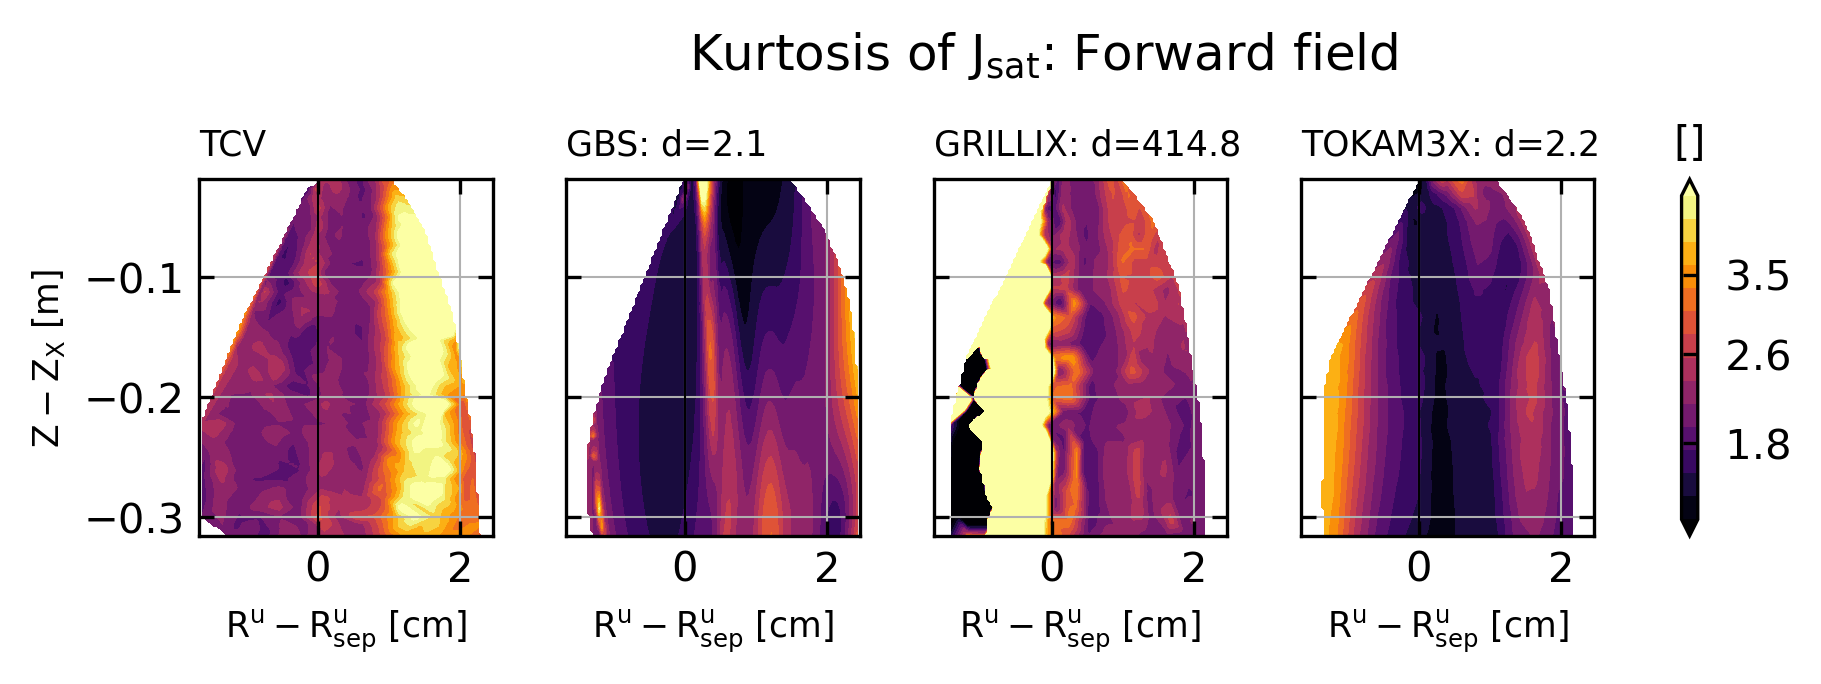 Kurtosis of J_sat: Forward field
TCV
GBS: d=2.1
GRILLIX: d=414.8
TOKAM3X: d=2.2
[]
Z − Z_X [m]
−0.1
−0.2
−0.3
0 2
0 2
0 2
0 2
R^u − R^u_sep [cm]
R^u − R^u_sep [cm]
R^u − R^u_sep [cm]
R^u − R^u_sep [cm]
3.5
2.6
1.8